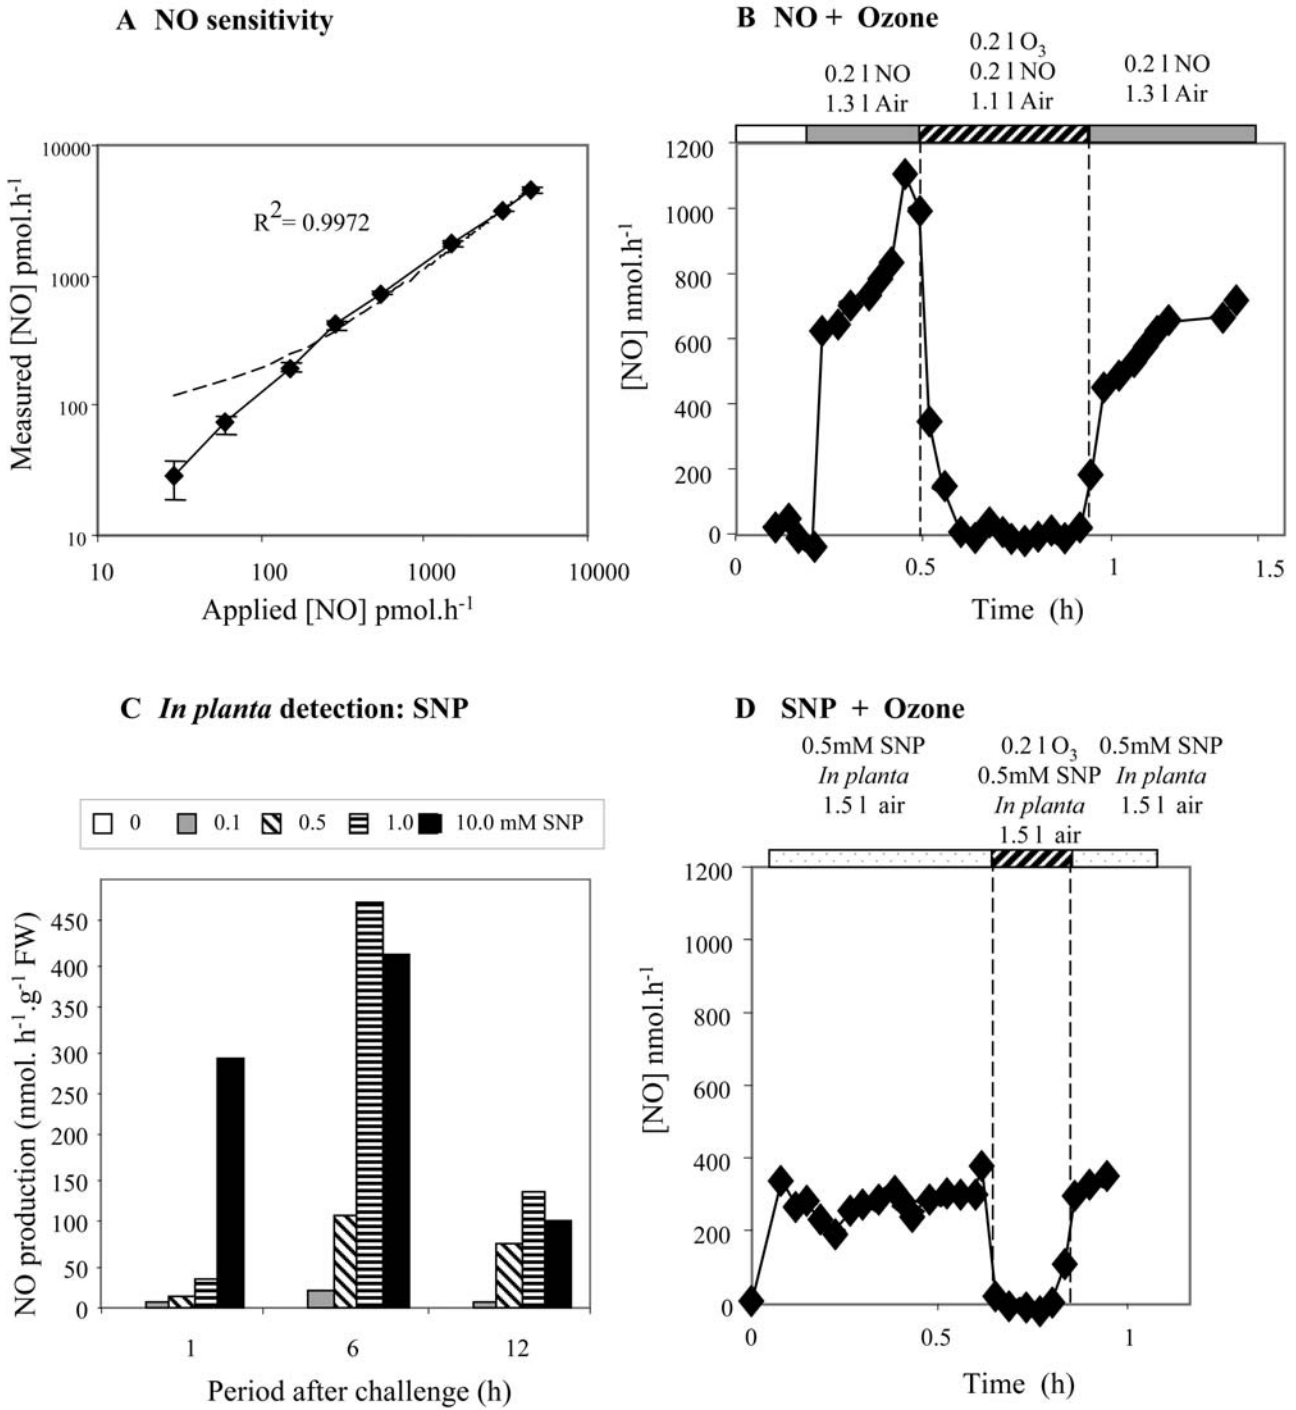 A NO sensitivity
R2= 0.9972
10000
1000
100
10
10 100 1000 10000
Measured [NO] pmol.h-1
Applied [NO] pmol.h-1
B NO + Ozone
0.2 l NO
1.3 l Air
0.2 l O3
0.2 l NO
1.1 l Air
0.2 l NO
1.3 l Air
1200
1000
800
600
400
200
0
0 0.5 1 1.5
[NO] nmol.h-1
Time (h)
C In planta detection: SNP
0 0.1 0.5 1.0 10.0 mM SNP
450
400
350
300
250
200
150
100
50
0
1 6 12
NO production (nmol. h-1.g-1 FW)
Period after challenge (h)
D SNP + Ozone
0.5mM SNP
In planta
1.5 l air
0.2 l O3
0.5mM SNP
In planta
1.5 l air
0.5mM SNP
In planta
1.5 l air
1200
1000
800
600
400
200
0
0 0.5 1
[NO] nmol.h-1
Time (h)